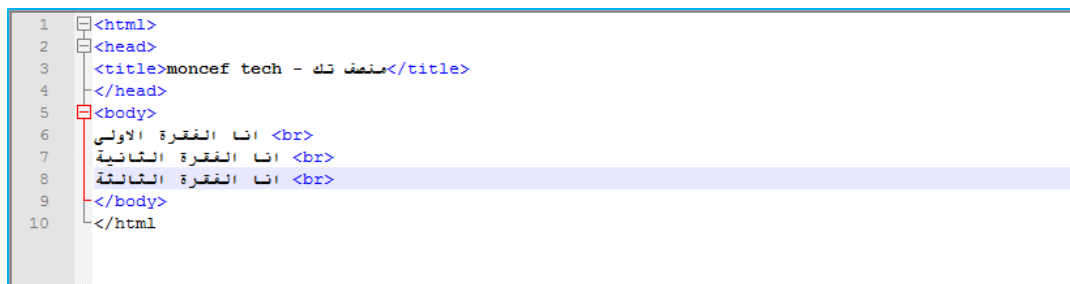 1 <html>
2 <head>
3 <title>moncef tech - منصف تك</title>
4 </head>
5 <body>
6 انا الفقرة الاولى <br>
7 انا الفقرة الثانية <br>
8 انا الفقرة الثالثة <br>
9 </body>
10 </html